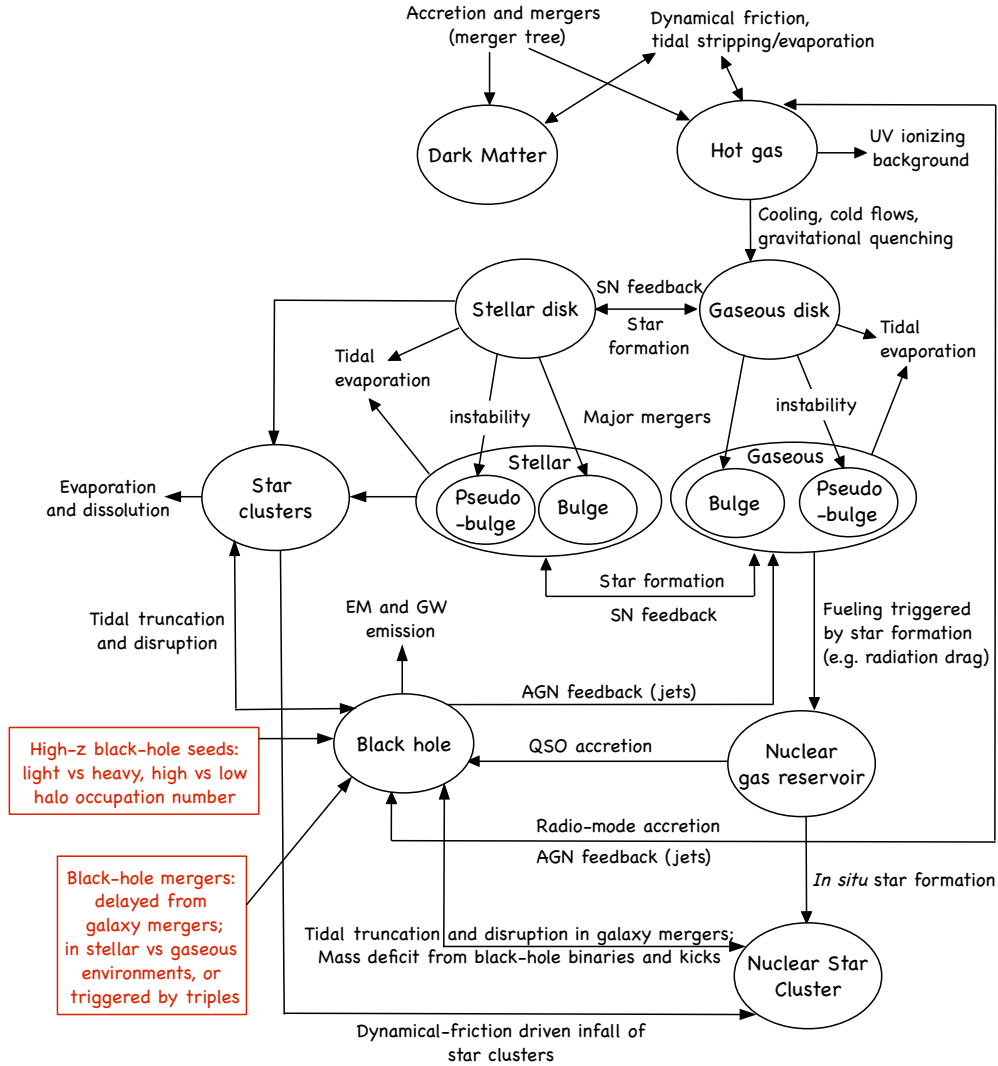 Accretion and mergers
(merger tree)
Dynamical friction,
tidal stripping/evaporation
Dark Matter
Hot gas
UV ionizing
background
Cooling, cold flows,
gravitational quenching
Stellar disk
SN feedback
Star
formation
Gaseous disk
Tidal
evaporation
Tidal
evaporation
instability
Major mergers
instability
Stellar
Pseudo
-bulge
Bulge
Gaseous
Bulge
Pseudo
-bulge
Star
clusters
Evaporation
and dissolution
Star formation
SN feedback
Tidal truncation
and disruption
EM and GW
emission
Fueling triggered
by star formation
(e.g. radiation drag)
AGN feedback (jets)
Black hole
QSO accretion
Nuclear
gas reservoir
High-z black-hole seeds:
light vs heavy, high vs low
halo occupation number
Radio-mode accretion
AGN feedback (jets)
In situ star formation
Black-hole mergers:
delayed from
galaxy mergers;
in stellar vs gaseous
environments, or
triggered by triples
Tidal truncation and disruption in galaxy mergers;
Mass deficit from black-hole binaries and kicks
Nuclear Star
Cluster
Dynamical-friction driven infall of
star clusters